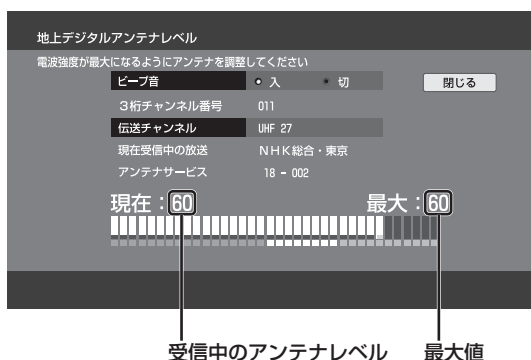 地上デジタルアンテナレベル
電波強度が最大になるようにアンテナを調整してください
ビープ音 入 切 閉じる
3桁チャンネル番号 011
伝送チャンネル UHF 27
現在受信中の放送 NHK総合・東京
アンテナサービス 18 - 002
現在：60 最大：60
受信中のアンテナレベル 最大値